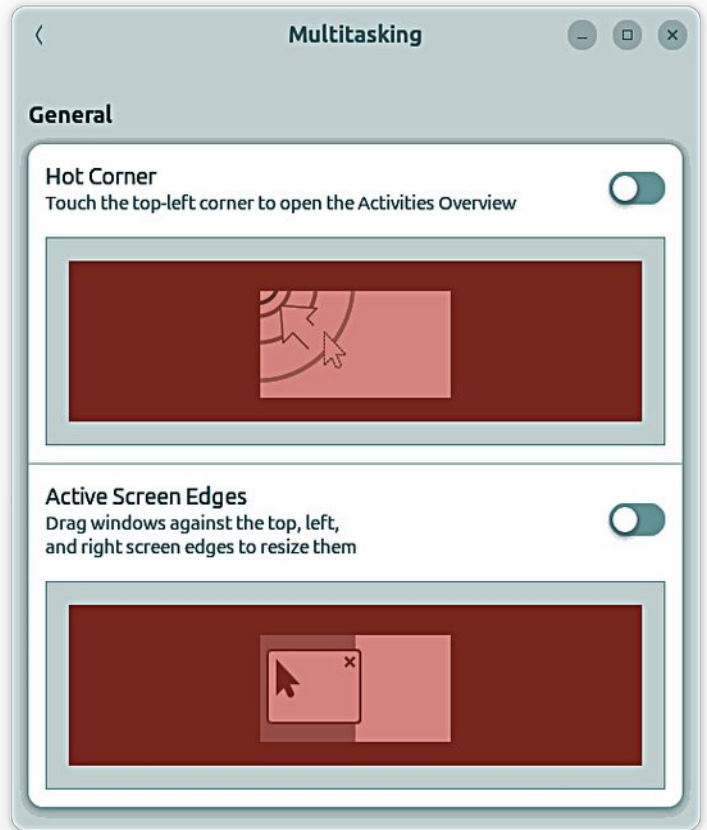 Multitasking
General
Hot Corner
Touch the top-left corner to open the Activities Overview
Active Screen Edges
Drag windows against the top, left,
and right screen edges to resize them